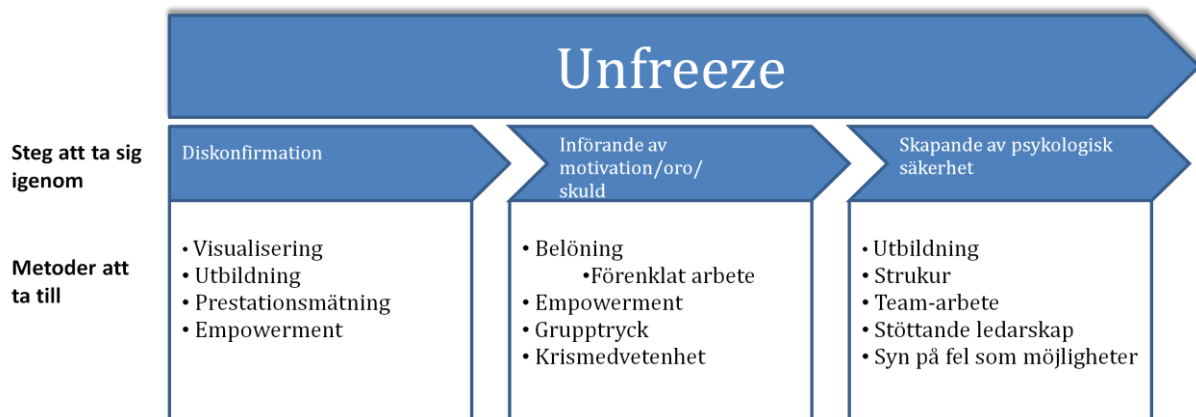 Unfreeze
Steg att ta sig
igenom
Diskonfirmation
Införande av
motivation/oro/
skuld
Skapande av psykologisk
säkerhet
Metoder att
ta till
• Visualisering
• Utbildning
• Prestationsmätning
• Empowerment
• Belöning
•Förenklat arbete
• Empowerment
• Grupptryck
• Krismedvetenhet
• Utbildning
• Strukur
• Team-arbete
• Stöttande ledarskap
• Syn på fel som möjligheter